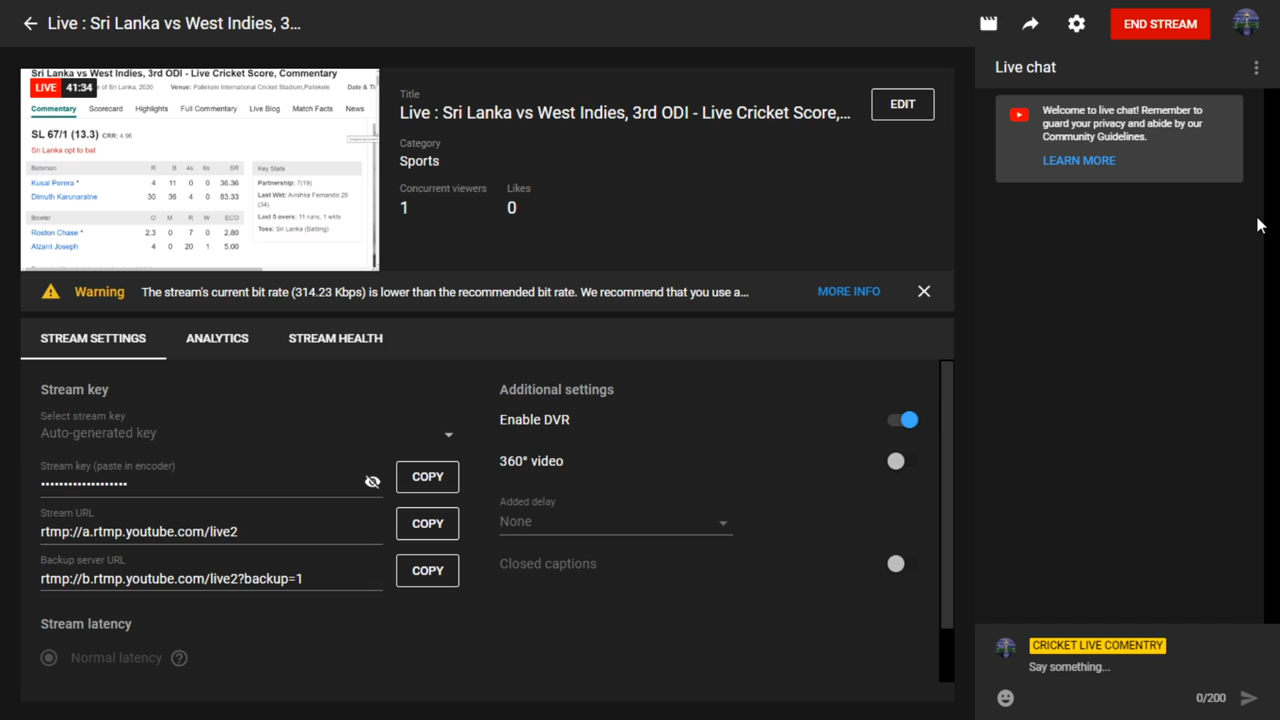 Live : Sri Lanka vs West Indies, 3...
END STREAM
Sri Lanka vs West Indies, 3rd ODI - Live Cricket Score, Commentary
LIVE 41:34 of Sri Lanka, 2020 Venue: Pallekele International Cricket Stadium,Pallekele Date & Ti
Commentary Scorecard Highlights Full Commentary Live Blog Match Facts News
SL 67/1 (13.3) CRR: 4.96
Sri Lanka opt to bat
Batsman R B 4s 6s SR
Kusal Perera * 4 11 0 0 36.36
Dimuth Karunaratne 30 36 4 0 83.33
Bowler O M R W ECO
Roston Chase * 2.3 0 7 0 2.80
Alzarri Joseph 4 0 20 1 5.00
Key Stats
Partnership: 7(19)
Last Wkt: Avishka Fernando 29
(34)
Last 5 overs: 11 runs, 1 wkts
Toss: Sri Lanka (Batting)
Title
Live : Sri Lanka vs West Indies, 3rd ODI - Live Cricket Score,...
EDIT
Category
Sports
Concurrent viewers Likes
1 0
Warning The stream's current bit rate (314.23 Kbps) is lower than the recommended bit rate. We recommend that you use a... MORE INFO
STREAM SETTINGS ANALYTICS STREAM HEALTH
Stream key
Select stream key
Auto-generated key
Stream key (paste in encoder)
•••••••••••••••••••
COPY
Stream URL
rtmp://a.rtmp.youtube.com/live2
COPY
Backup server URL
rtmp://b.rtmp.youtube.com/live2?backup=1
COPY
Stream latency
Normal latency
Additional settings
Enable DVR
360° video
Added delay
None
Closed captions
Live chat
Welcome to live chat! Remember to
guard your privacy and abide by our
Community Guidelines.
LEARN MORE
CRICKET LIVE COMENTRY
Say something...
0/200